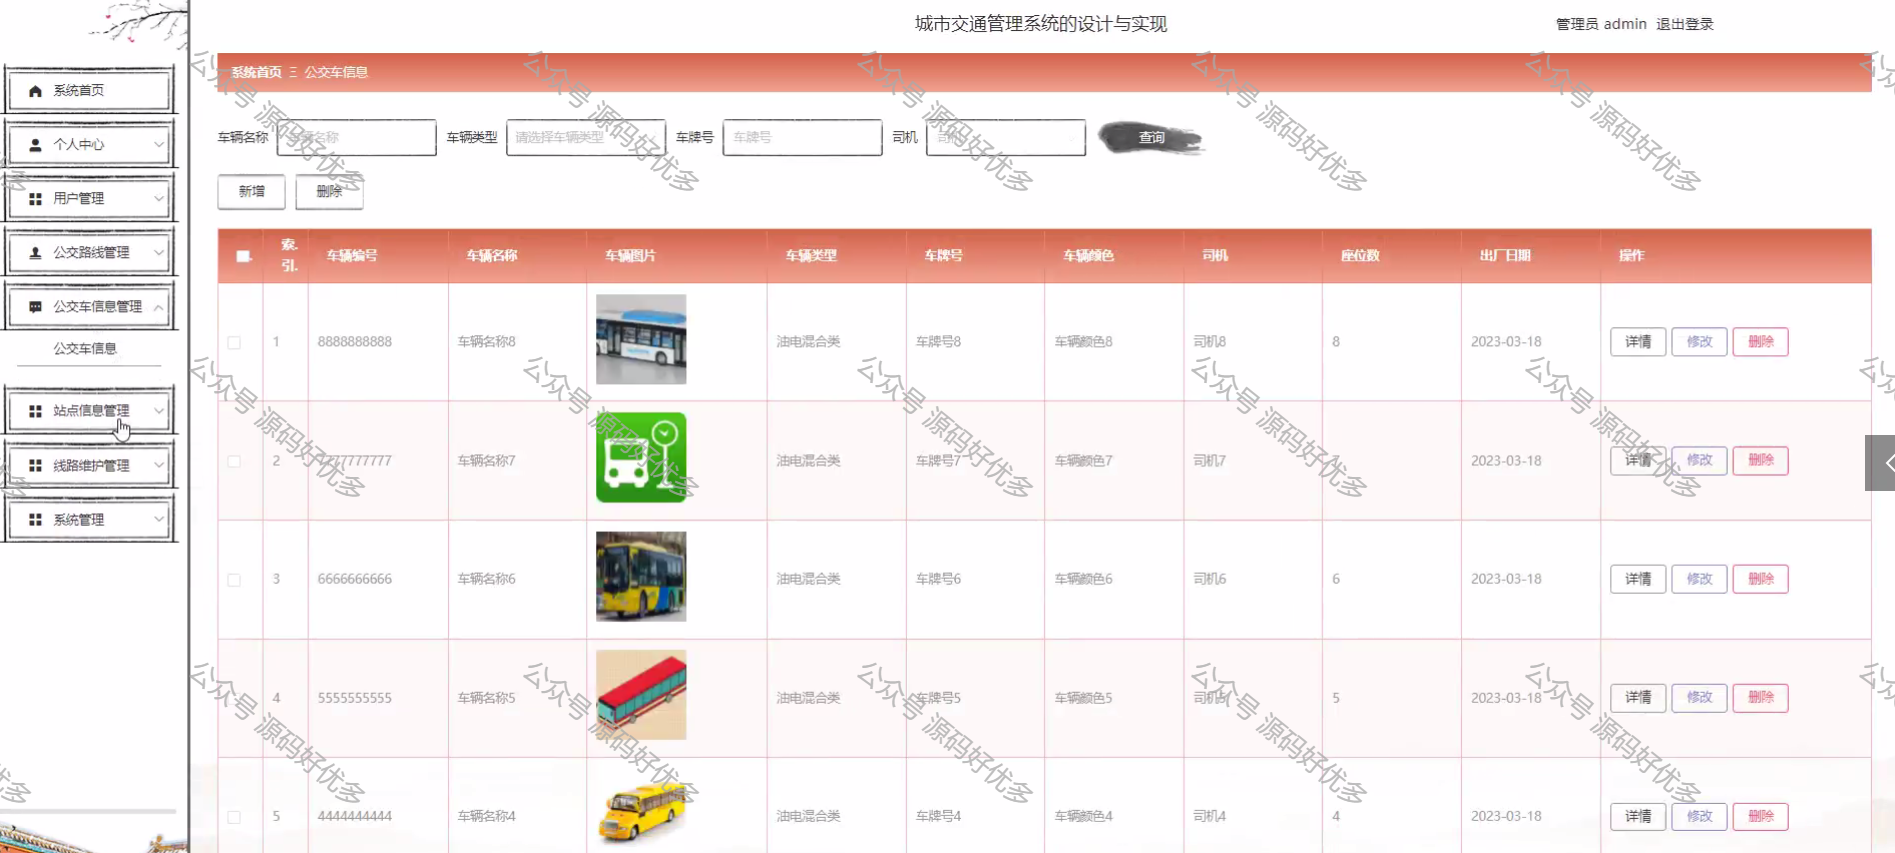 城市交通管理系统的设计与实现
管理员 admin 退出登录
系统首页
个人中心
用户管理
公交路线管理
公交车信息管理
公交车信息
站点信息管理
线路维护管理
系统管理
系统首页 Ξ 公交车信息
车辆名称 车辆名称 车辆类型 请选择车辆类型 车牌号 车牌号 司机 司机 查询
新增 删除
索引 车辆编号 车辆名称 车辆图片 车辆类型 车牌号 车辆颜色 司机 座位数 出厂日期 操作
1 8888888888 车辆名称8 油电混合类 车牌号8 车辆颜色8 司机8 8 2023-03-18 详情 修改 删除
2 7777777777 车辆名称7 油电混合类 车牌号7 车辆颜色7 司机7 7 2023-03-18 详情 修改 删除
3 6666666666 车辆名称6 油电混合类 车牌号6 车辆颜色6 司机6 6 2023-03-18 详情 修改 删除
4 5555555555 车辆名称5 油电混合类 车牌号5 车辆颜色5 司机5 5 2023-03-18 详情 修改 删除
5 4444444444 车辆名称4 油电混合类 车牌号4 车辆颜色4 司机4 4 2023-03-18 详情 修改 删除
公众号 源码好优多